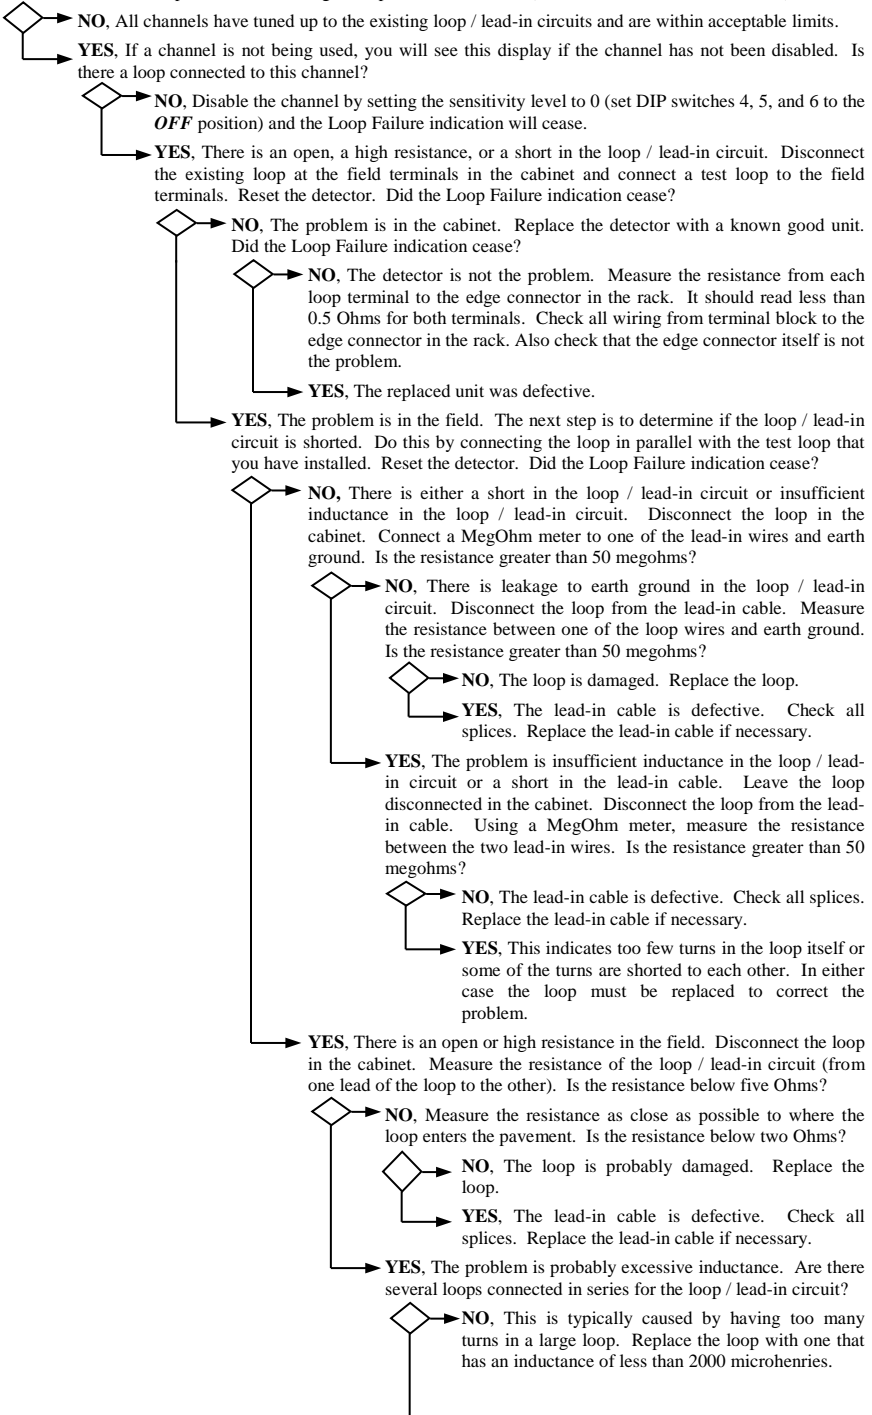 NO, All channels have tuned up to the existing loop / lead-in circuits and are within acceptable limits.
YES, If a channel is not being used, you will see this display if the channel has not been disabled. Is
there a loop connected to this channel?
NO, Disable the channel by setting the sensitivity level to 0 (set DIP switches 4, 5, and 6 to the
OFF position) and the Loop Failure indication will cease.
YES, There is an open, a high resistance, or a short in the loop / lead-in circuit. Disconnect
the existing loop at the field terminals in the cabinet and connect a test loop to the field
terminals. Reset the detector. Did the Loop Failure indication cease?
NO, The problem is in the cabinet. Replace the detector with a known good unit.
Did the Loop Failure indication cease?
NO, The detector is not the problem. Measure the resistance from each
loop terminal to the edge connector in the rack. It should read less than
0.5 Ohms for both terminals. Check all wiring from terminal block to the
edge connector in the rack. Also check that the edge connector itself is not
the problem.
YES, The replaced unit was defective.
YES, The problem is in the field. The next step is to determine if the loop / lead-in
circuit is shorted. Do this by connecting the loop in parallel with the test loop that
you have installed. Reset the detector. Did the Loop Failure indication cease?
NO, There is either a short in the loop / lead-in circuit or insufficient
inductance in the loop / lead-in circuit. Disconnect the loop in the
cabinet. Connect a MegOhm meter to one of the lead-in wires and earth
ground. Is the resistance greater than 50 megohms?
NO, There is leakage to earth ground in the loop / lead-in
circuit. Disconnect the loop from the lead-in cable. Measure
the resistance between one of the loop wires and earth ground.
Is the resistance greater than 50 megohms?
NO, The loop is damaged. Replace the loop.
YES, The lead-in cable is defective. Check all
splices. Replace the lead-in cable if necessary.
YES, The problem is insufficient inductance in the loop / lead-
in circuit or a short in the lead-in cable. Leave the loop
disconnected in the cabinet. Disconnect the loop from the lead-
in cable. Using a MegOhm meter, measure the resistance
between the two lead-in wires. Is the resistance greater than 50
megohms?
NO, The lead-in cable is defective. Check all splices.
Replace the lead-in cable if necessary.
YES, This indicates too few turns in the loop itself or
some of the turns are shorted to each other. In either
case the loop must be replaced to correct the
problem.
YES, There is an open or high resistance in the field. Disconnect the loop
in the cabinet. Measure the resistance of the loop / lead-in circuit (from
one lead of the loop to the other). Is the resistance below five Ohms?
NO, Measure the resistance as close as possible to where the
loop enters the pavement. Is the resistance below two Ohms?
NO, The loop is probably damaged. Replace the
loop.
YES, The lead-in cable is defective. Check all
splices. Replace the lead-in cable if necessary.
YES, The problem is probably excessive inductance. Are there
several loops connected in series for the loop / lead-in circuit?
NO, This is typically caused by having too many
turns in a large loop. Replace the loop with one that
has an inductance of less than 2000 microhenries.